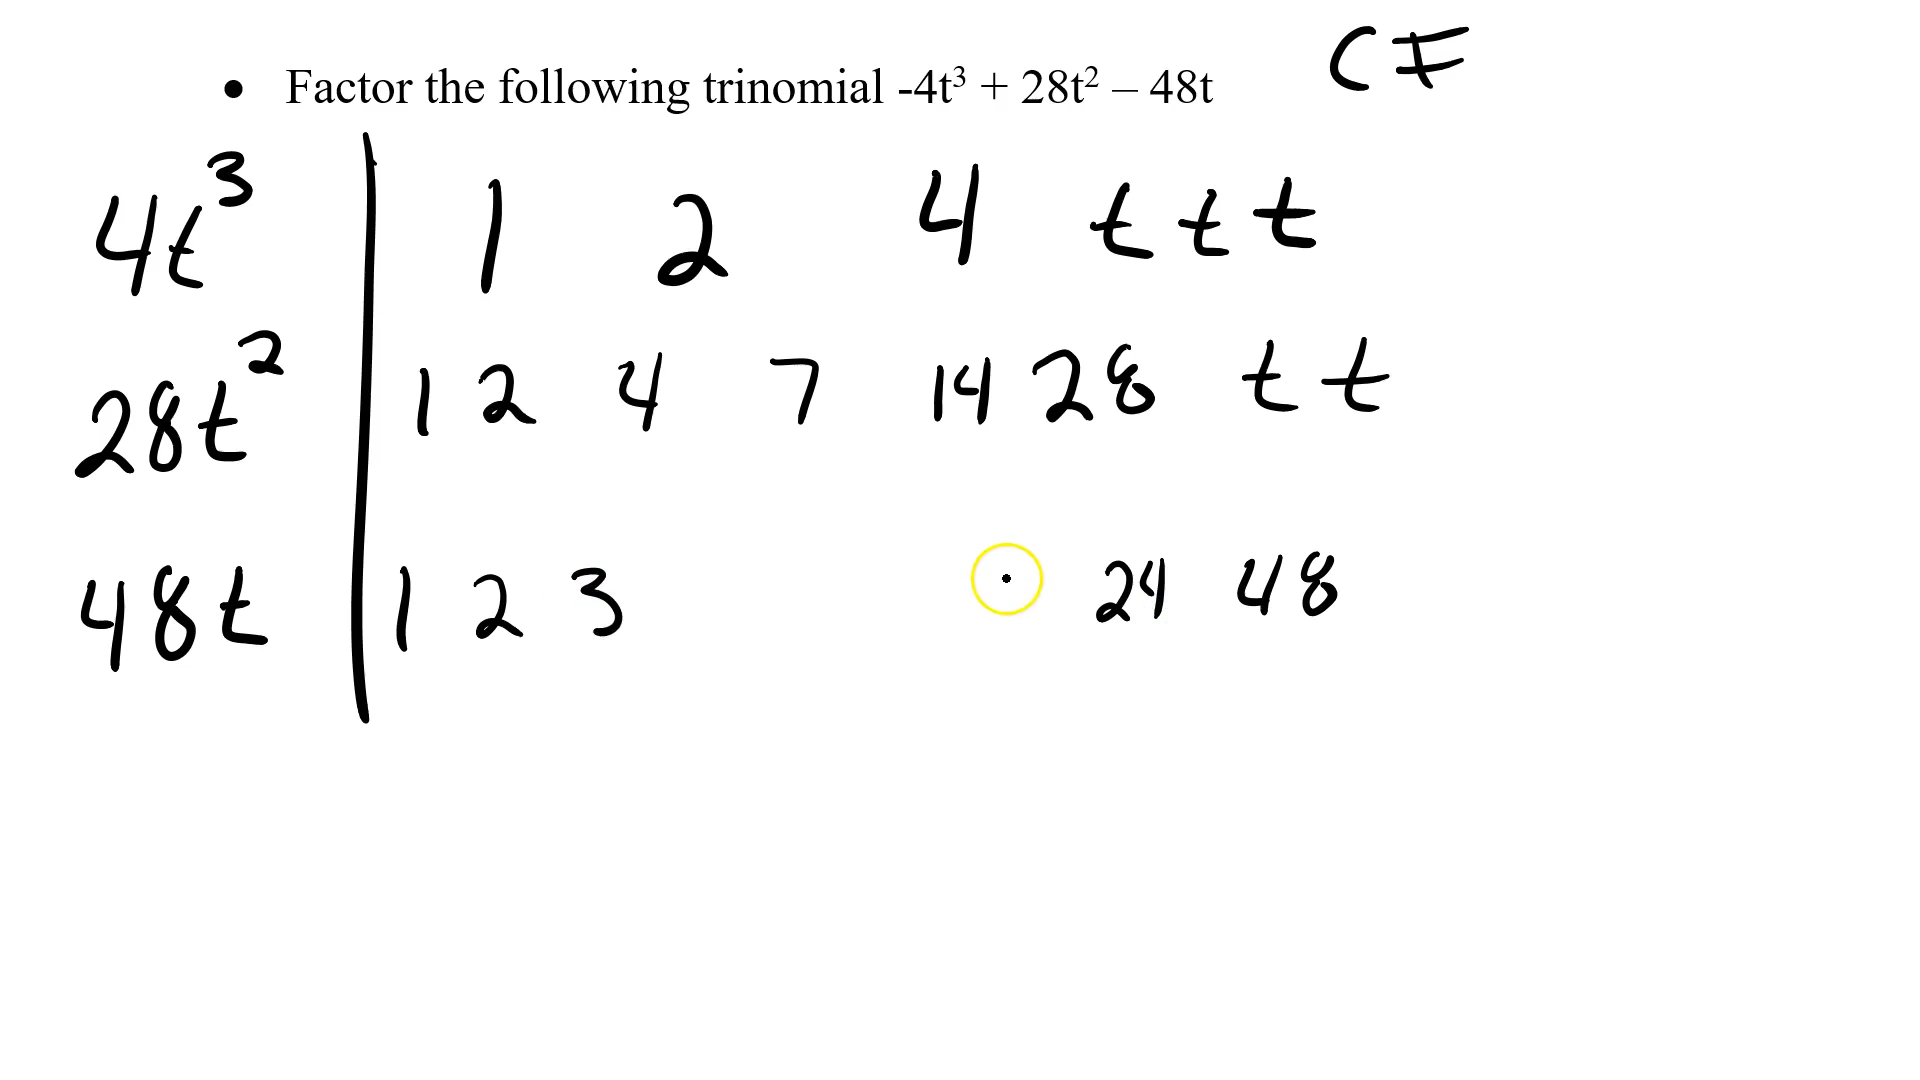 • Factor the following trinomial -4t³ + 28t² – 48t CF
4t³ 1 2 4 t t t
28t² 1 2 4 7 14 28 t t
48t 1 2 3 24 48